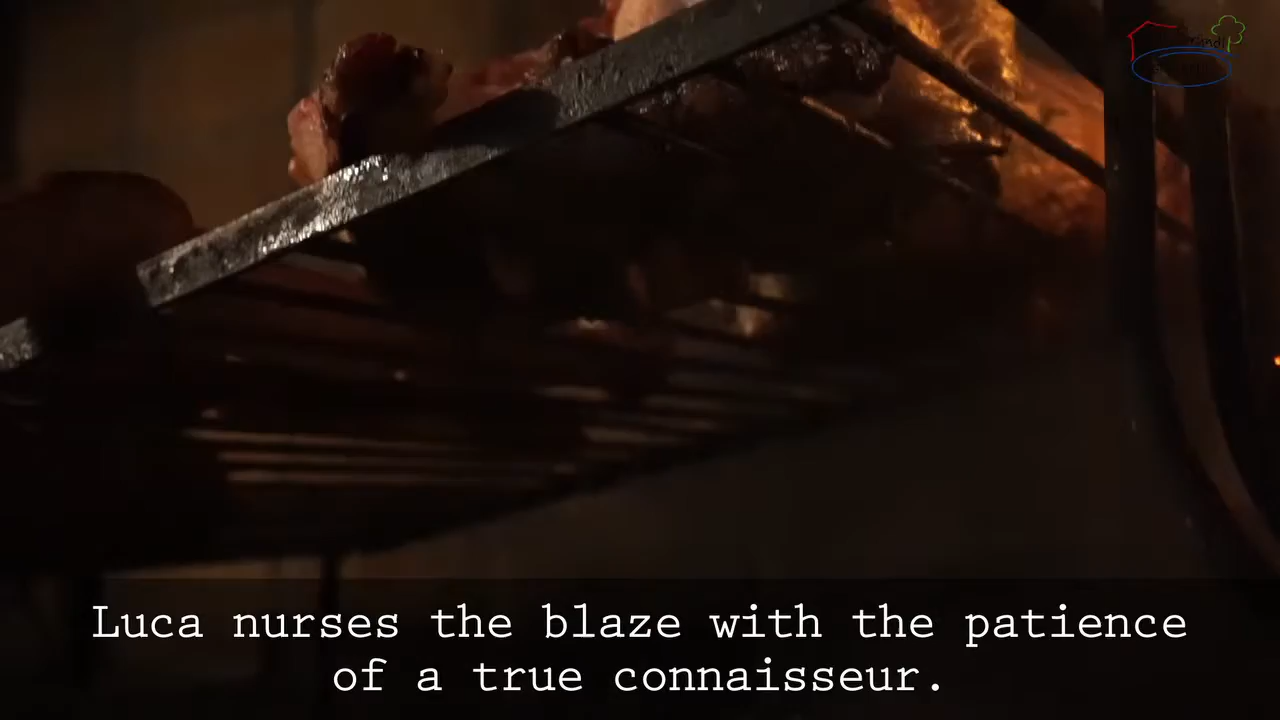 Luca nurses the blaze with the patience
of a true connaisseur.